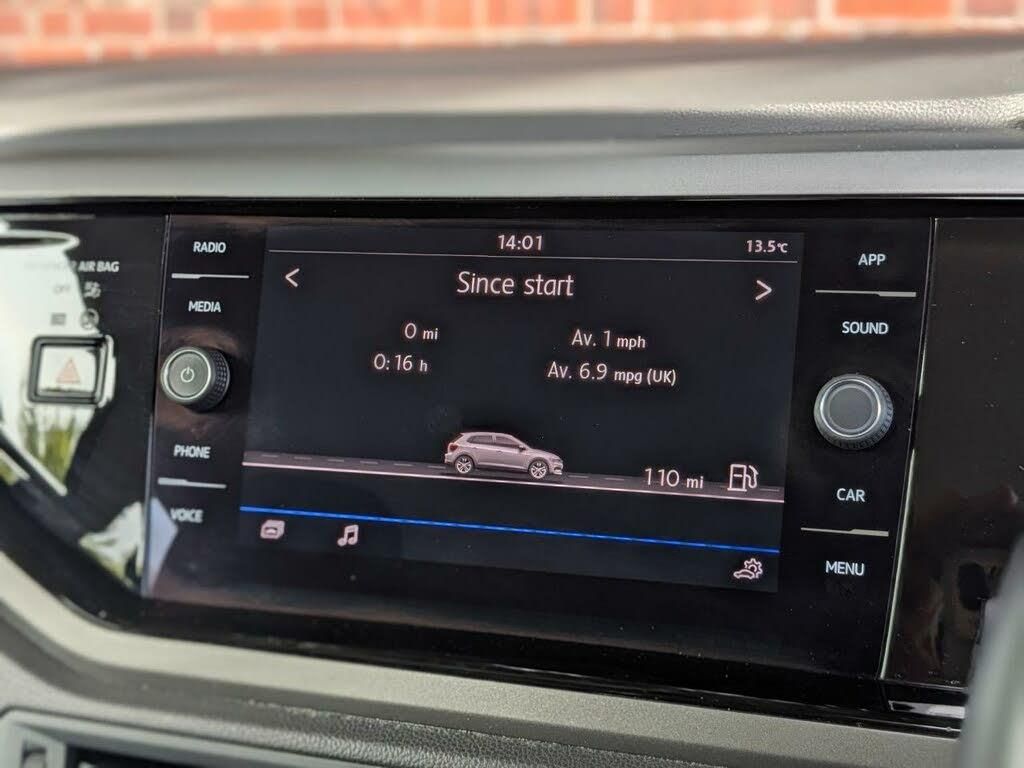 AIR BAG
OFF
RADIO
MEDIA
PHONE
VOICE
14:01
13.5°C
< Since start >
0 mi
Av. 1 mph
0:16 h
Av. 6.9 mpg (UK)
110 mi
APP
SOUND
CAR
MENU